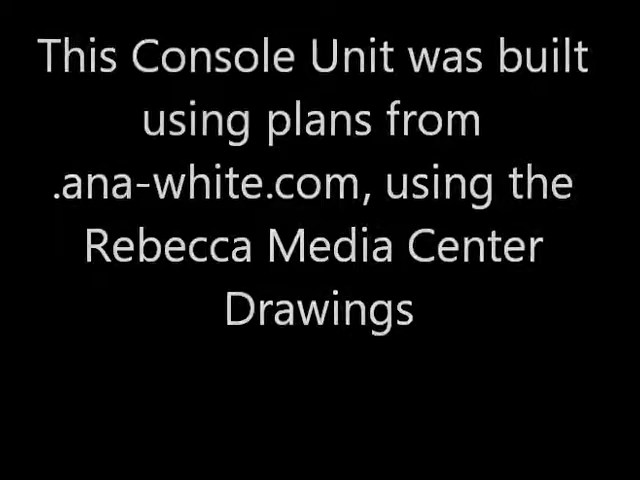 This Console Unit was built
using plans from
.ana-white.com, using the
Rebecca Media Center
Drawings